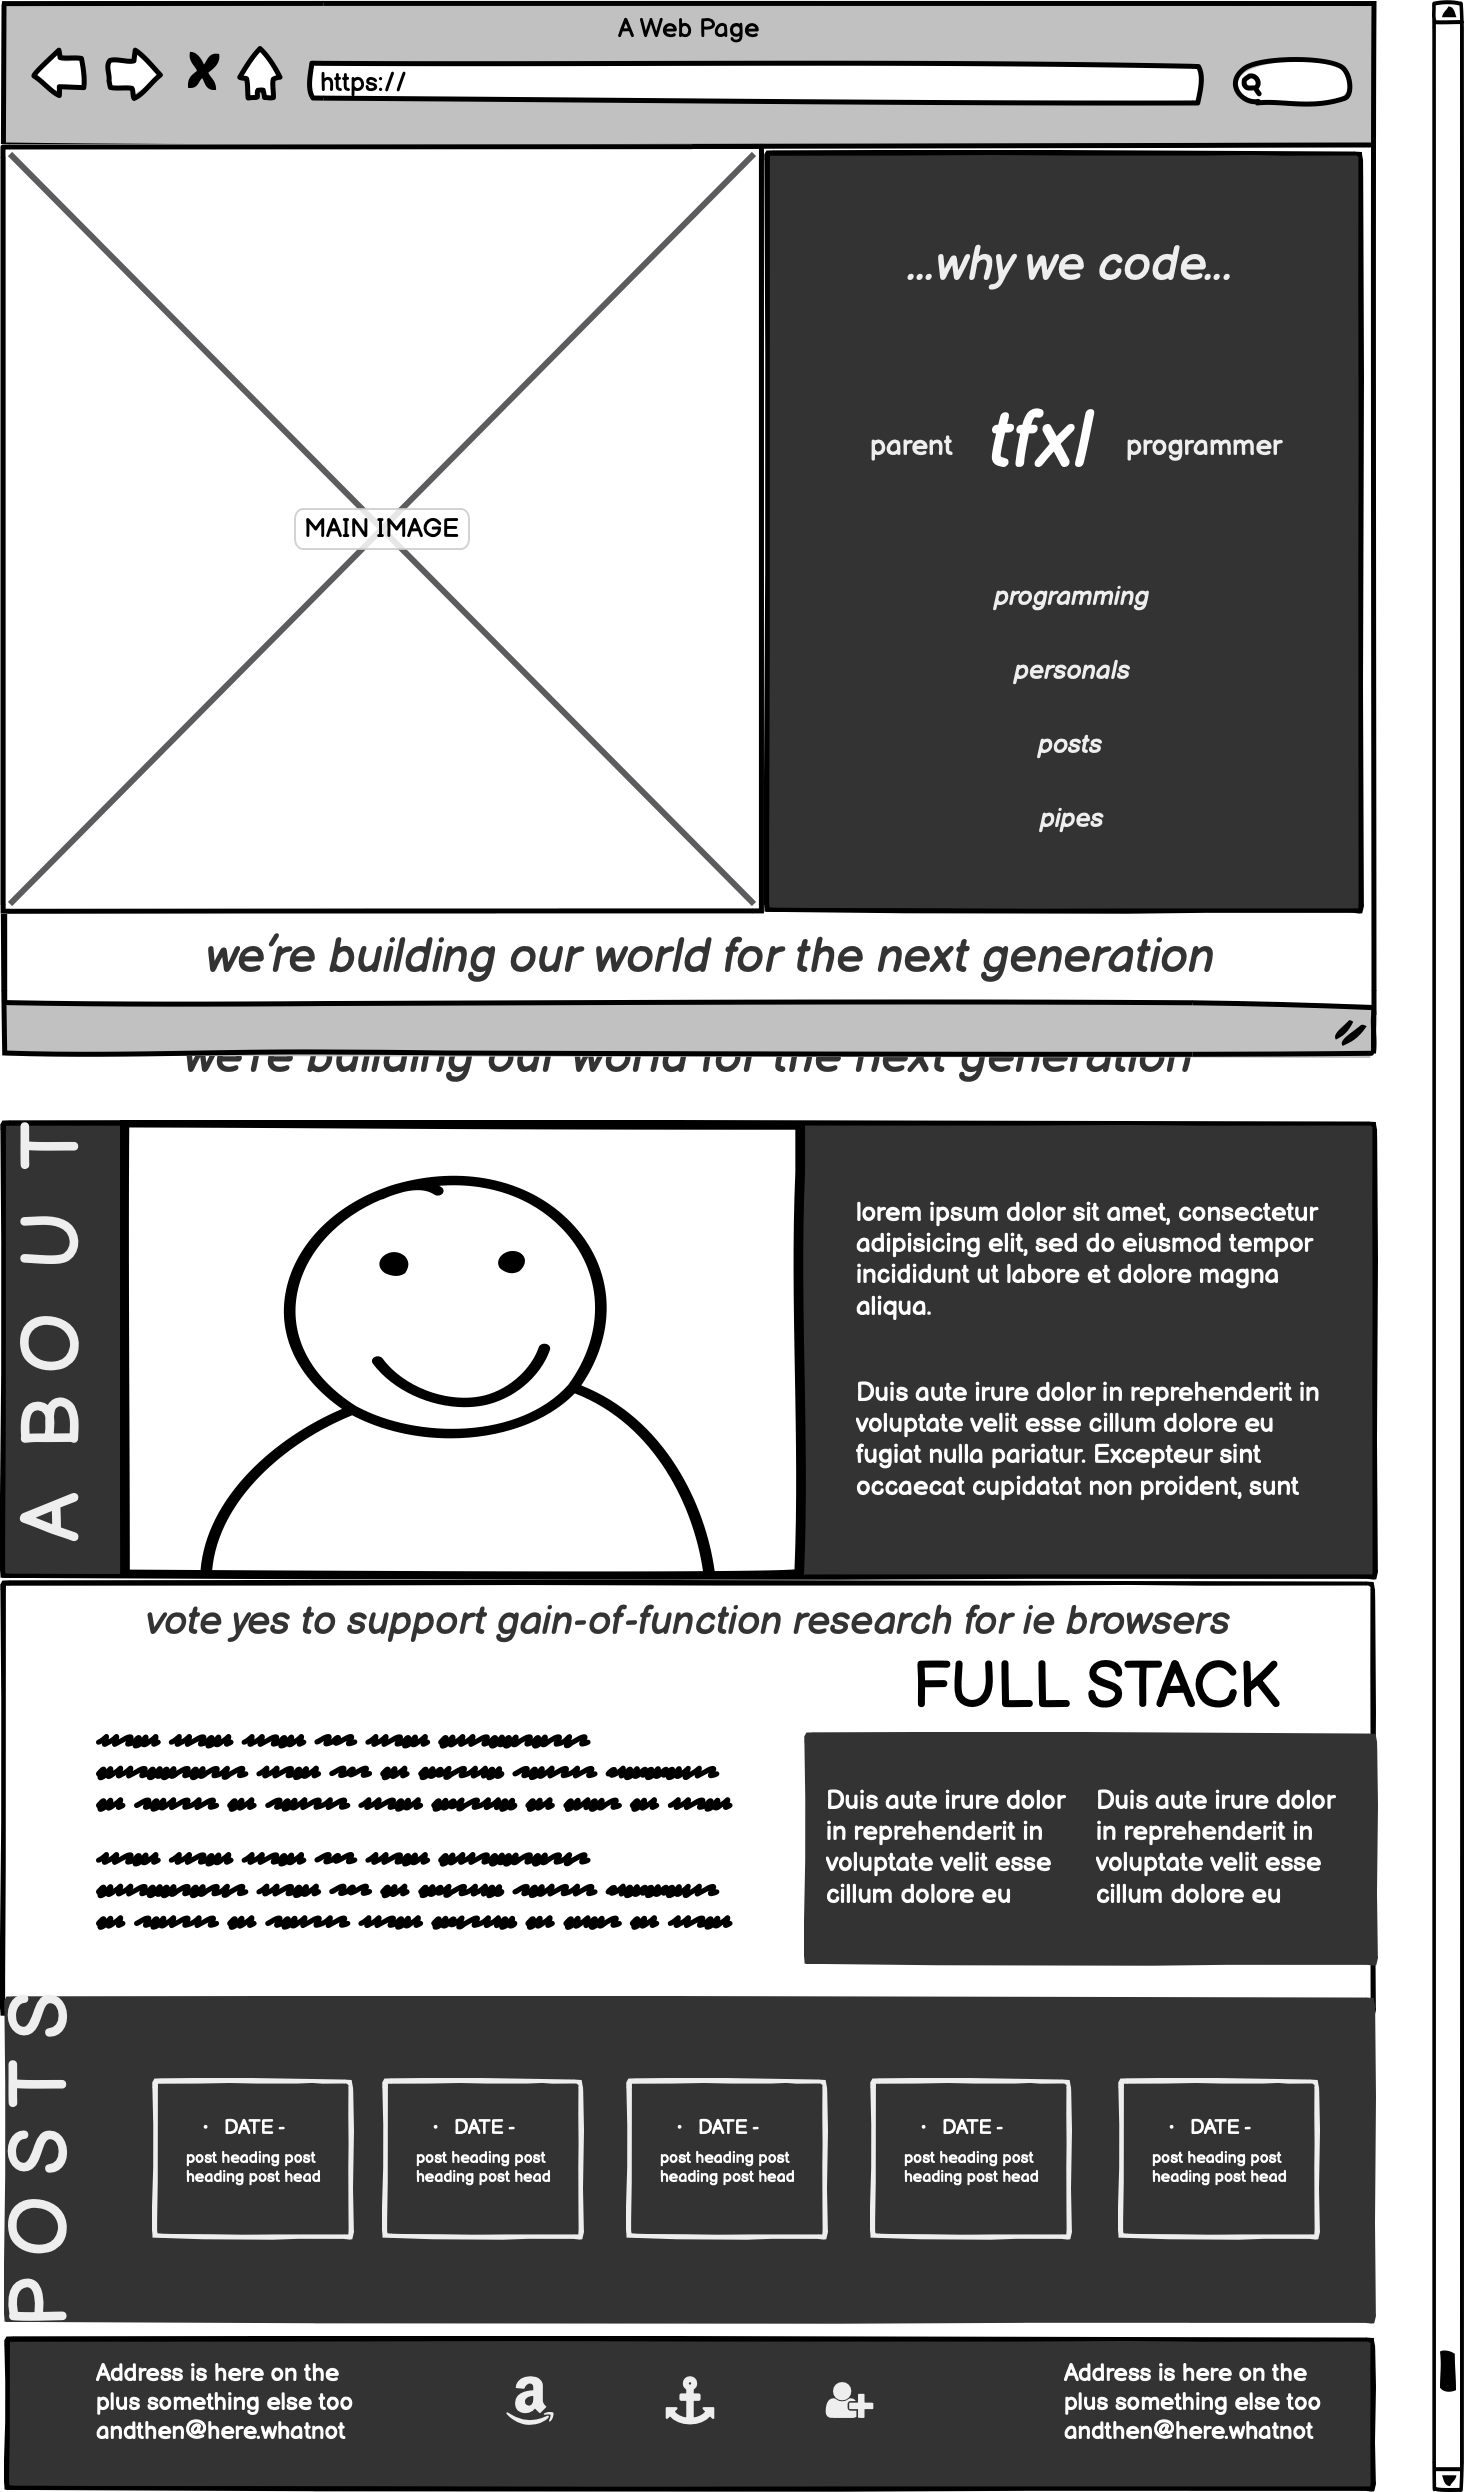 A Web Page
https://
...why we code...
parent tfxl programmer
MAIN IMAGE
programming
personals
posts
pipes
we're building our world for the next generation
we're building our world for the next generation
ABOUT
lorem ipsum dolor sit amet, consectetur
adipisicing elit, sed do eiusmod tempor
incididunt ut labore et dolore magna
aliqua.
Duis aute irure dolor in reprehenderit in
voluptate velit esse cillum dolore eu
fugiat nulla pariatur. Excepteur sint
occaecat cupidatat non proident, sunt
vote yes to support gain-of-function research for ie browsers
FULL STACK
Duis aute irure dolor
in reprehenderit in
voluptate velit esse
cillum dolore eu
Duis aute irure dolor
in reprehenderit in
voluptate velit esse
cillum dolore eu
POSTS
• DATE -
post heading post
heading post head
• DATE -
post heading post
heading post head
• DATE -
post heading post
heading post head
• DATE -
post heading post
heading post head
• DATE -
post heading post
heading post head
Address is here on the
plus something else too
andthen@here.whatnot
Address is here on the
plus something else too
andthen@here.whatnot